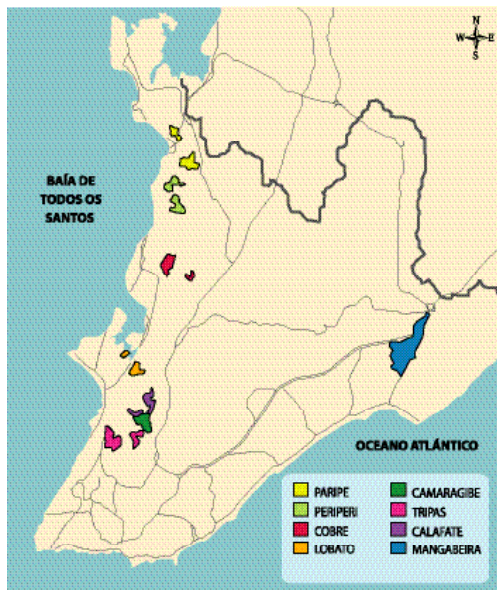 N
W E
S
BAÍA DE
TODOS OS
SANTOS
OCEANO ATLÂNTICO
PARIPE
PERIPERI
COBRE
LOBATO
CAMARAGIBE
TRIPAS
CALAFATE
MANGABEIRA